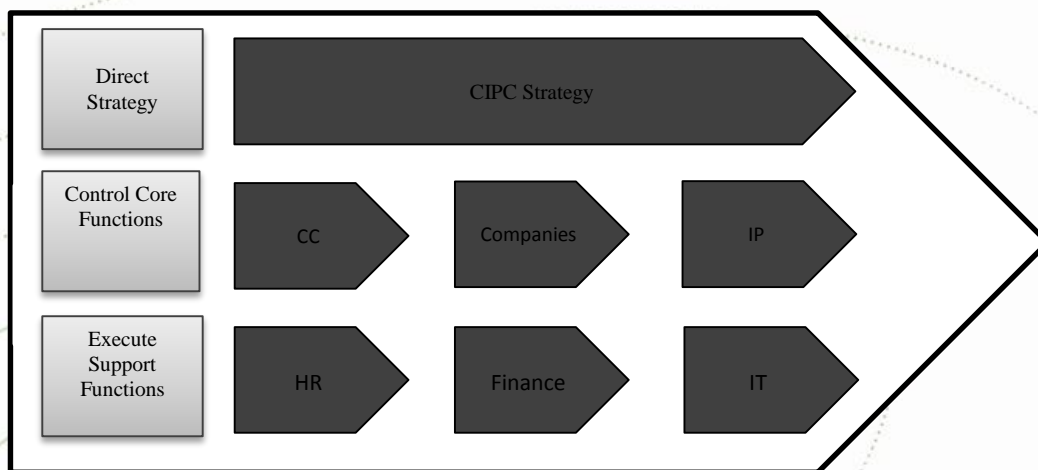 Direct
Strategy
CIPC Strategy
Control Core
Functions
CC
Companies
IP
Execute
Support
Functions
HR
Finance
IT